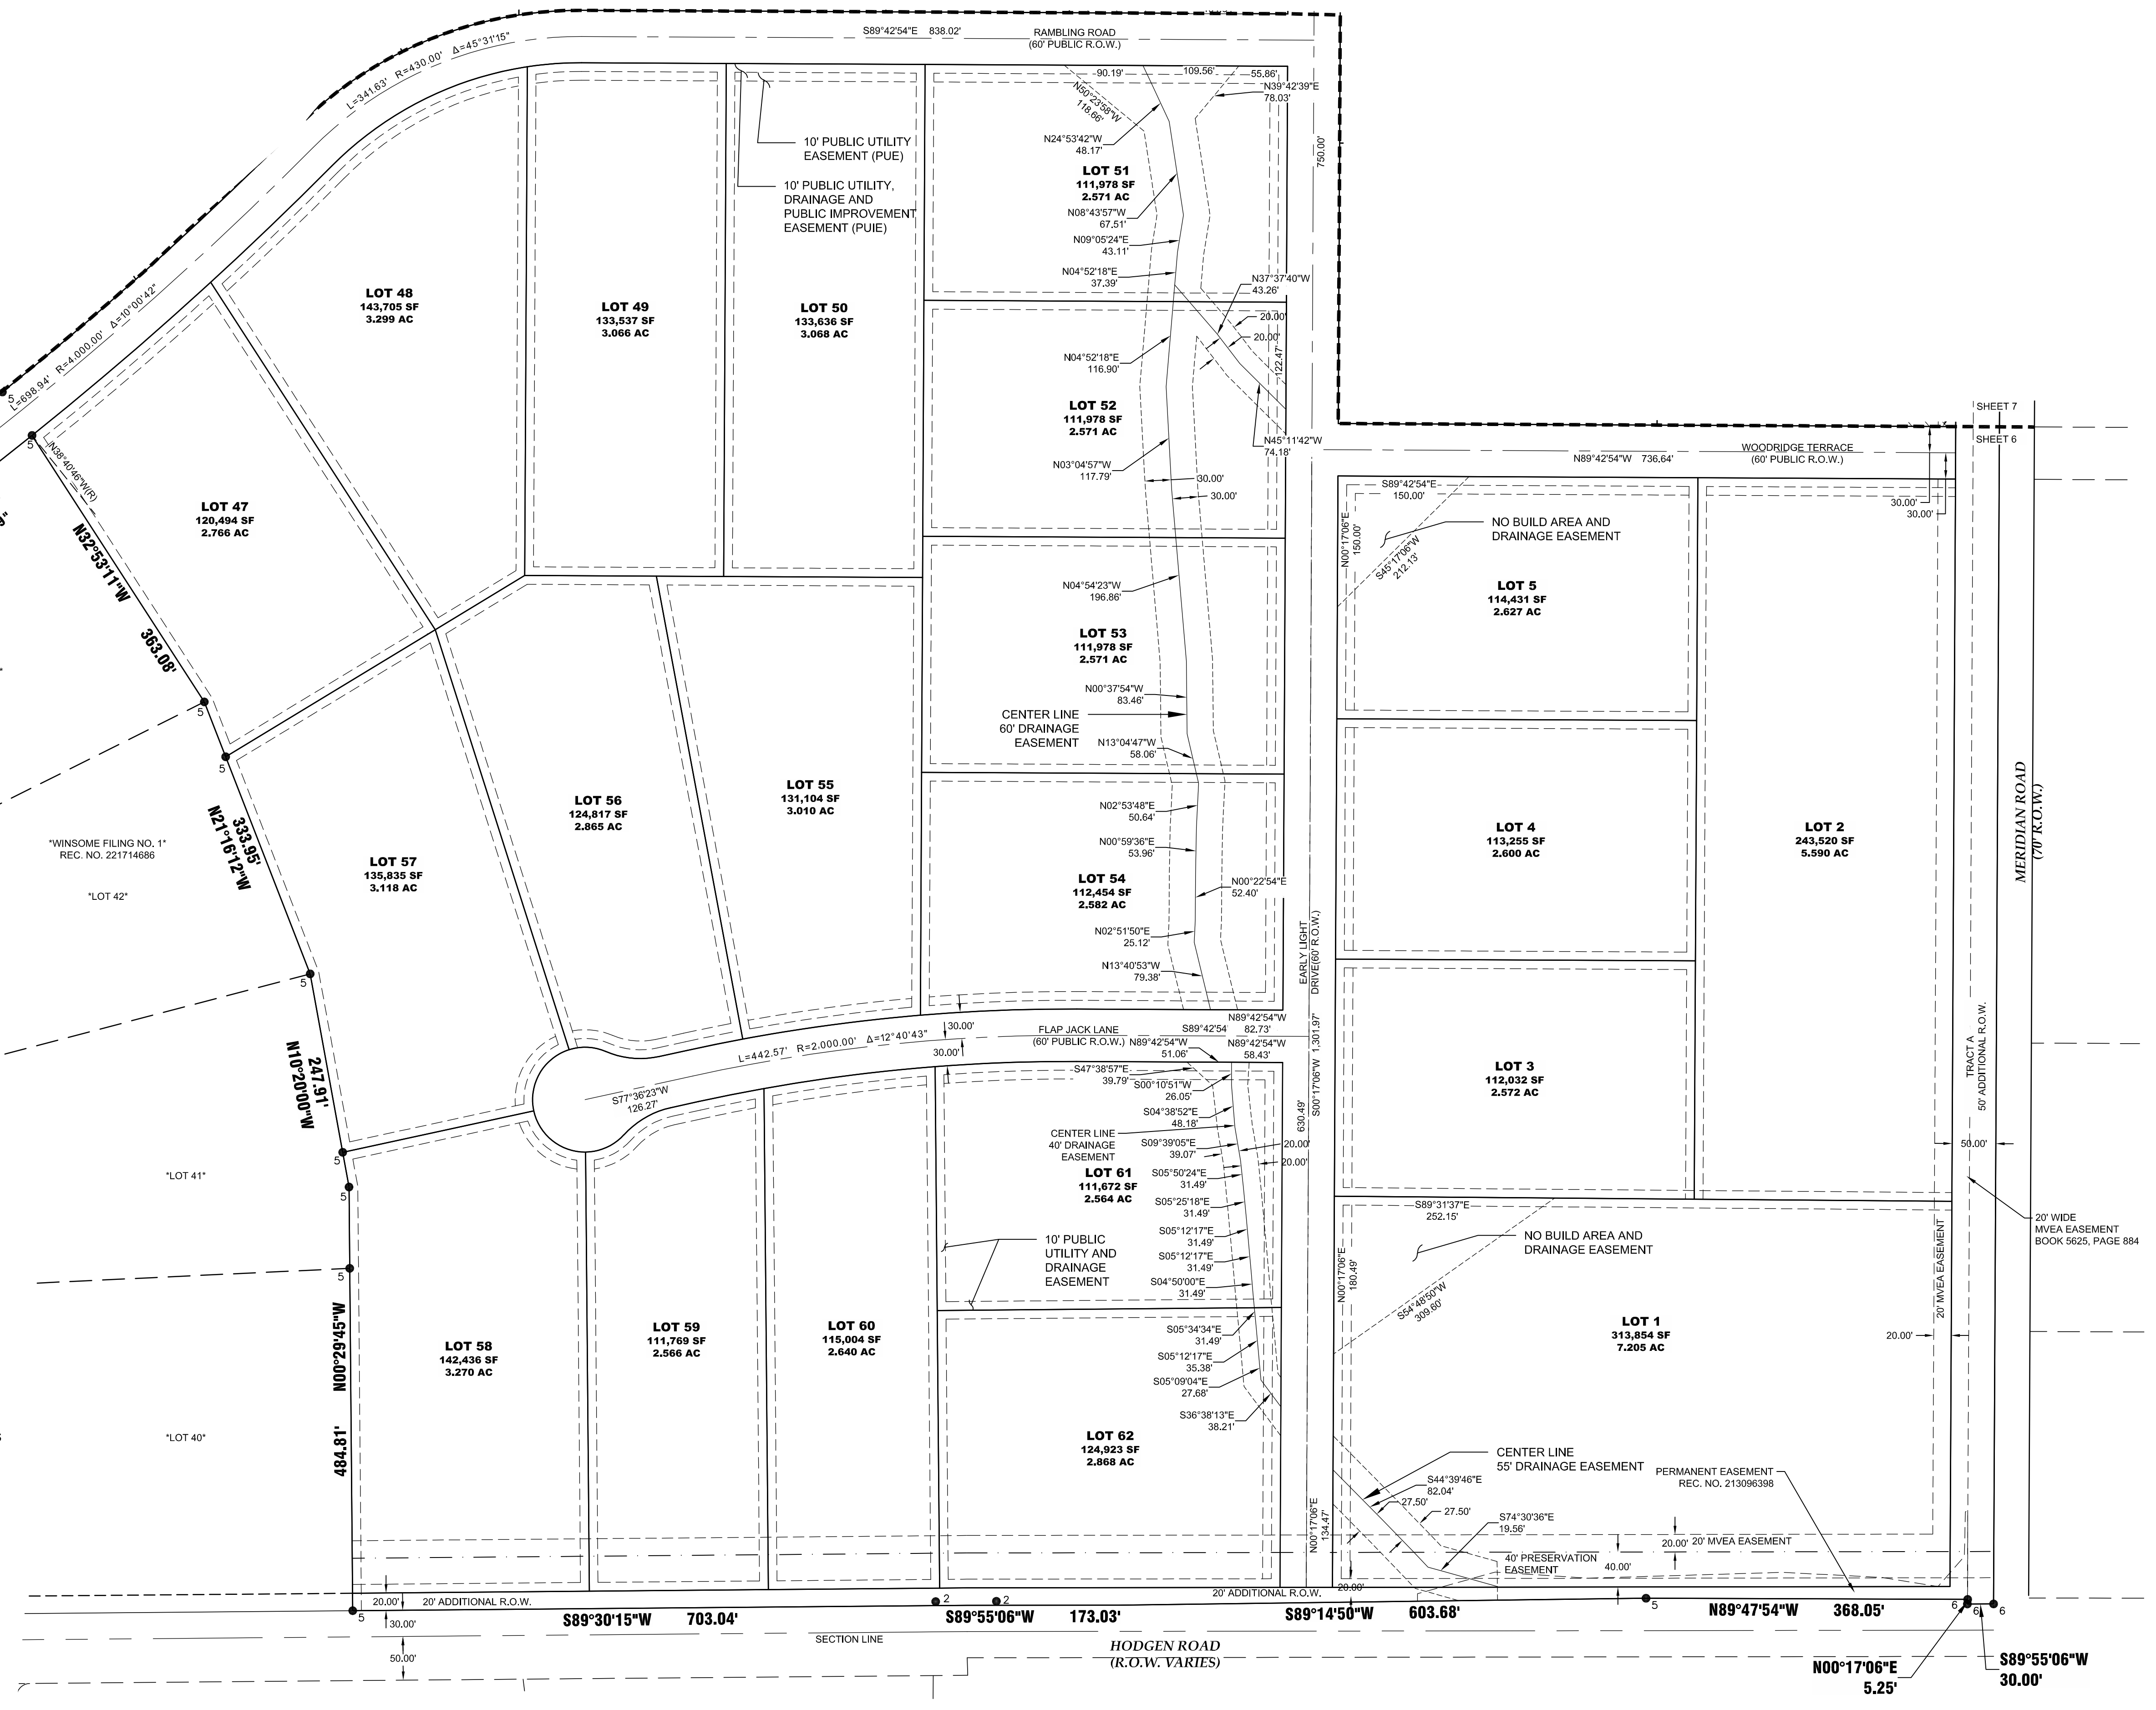 S89°42'54"E 838.02'
RAMBLING ROAD
(60' PUBLIC R.O.W.)
L=341.63' R=430.00' Δ=45°31'15"
L=698.94' R=4,000.00' Δ=10°00'42"
90.19'
109.56'
55.86'
N50°23'58"W
118.66'
N39°42'39"E
78.03'
N24°53'42"W
48.17'
750.00'
10' PUBLIC UTILITY
EASEMENT (PUE)
10' PUBLIC UTILITY,
DRAINAGE AND
PUBLIC IMPROVEMENT
EASEMENT (PUIE)
LOT 51
111,978 SF
2.571 AC
N08°43'57"W
67.51'
N09°05'24"E
43.11'
N04°52'18"E
37.39'
N37°37'40"W
43.26'
20.00'
20.00'
122.47'
LOT 48
143,705 SF
3.299 AC
LOT 49
133,537 SF
3.066 AC
LOT 50
133,636 SF
3.068 AC
N04°52'18"E
116.90'
LOT 52
111,978 SF
2.571 AC
N45°11'42"W
74.18'
N03°04'57"W
117.79'
30.00'
30.00'
SHEET 7
SHEET 6
WOODRIDGE TERRACE
(60' PUBLIC R.O.W.)
N89°42'54"W 736.64'
30.00'
30.00'
5
5
N38°40'46"W(R)
LOT 47
120,494 SF
2.766 AC
N32°53'11"W
363.08'
S89°42'54"E
150.00'
N00°17'06"E
150.00'
S45°17'06"W
212.13'
NO BUILD AREA AND
DRAINAGE EASEMENT
LOT 5
114,431 SF
2.627 AC
N04°54'23"W
196.86'
LOT 53
111,978 SF
2.571 AC
N00°37'54"W
83.46'
CENTER LINE
60' DRAINAGE
EASEMENT
N13°04'47"W
58.06'
5
5
LOT 55
131,104 SF
3.010 AC
LOT 56
124,817 SF
2.865 AC
LOT 57
135,835 SF
3.118 AC
"WINSOME FILING NO. 1"
REC. NO. 221714686
"LOT 42"
N21°16'12"W
333.95'
N02°53'48"E
50.64'
N00°59'36"E
53.96'
LOT 54
112,454 SF
2.582 AC
N00°22'54"E
52.40'
N02°51'50"E
25.12'
N13°40'53"W
79.38'
LOT 4
113,255 SF
2.600 AC
LOT 2
243,520 SF
5.590 AC
MERIDIAN ROAD
(70' R.O.W.)
EARLY LIGHT
DRIVE(60' R.O.W.)
S00°17'06"W 1,301.97'
630.49'
5
N10°20'00"W
247.91'
30.00'
30.00'
L=442.57' R=2,000.00' Δ=12°40'43"
FLAP JACK LANE
(60' PUBLIC R.O.W.)
S89°42'54
N89°42'54"W
82.73'
N89°42'54"W
51.06'
N89°42'54"W
58.43'
S77°36'23"W
126.27'
S47°38'57"E
39.79'
S00°10'51"W
26.05'
S04°38'52"E
48.18'
CENTER LINE
40' DRAINAGE
EASEMENT
S09°39'05"E
39.07'
20.00'
20.00'
LOT 61
111,672 SF
2.564 AC
S05°50'24"E
31.49'
S05°25'18"E
31.49'
S05°12'17"E
31.49'
S05°12'17"E
31.49'
S04°50'00"E
31.49'
LOT 3
112,032 SF
2.572 AC
TRACT A
50' ADDITIONAL R.O.W.
50.00'
5
5
"LOT 41"
10' PUBLIC
UTILITY AND
DRAINAGE
EASEMENT
S89°31'37"E
252.15'
NO BUILD AREA AND
DRAINAGE EASEMENT
N00°17'06"E
180.49'
S54°48'50"W
309.60'
20' WIDE
MVEA EASEMENT
BOOK 5625, PAGE 884
20' MVEA EASEMENT
20.00'
5
N00°29'45"W
484.81'
LOT 58
142,436 SF
3.270 AC
LOT 59
111,769 SF
2.566 AC
LOT 60
115,004 SF
2.640 AC
S05°34'34"E
31.49'
S05°12'17"E
35.38'
S05°09'04"E
27.68'
S36°38'13"E
38.21'
LOT 62
124,923 SF
2.868 AC
LOT 1
313,854 SF
7.205 AC
"LOT 40"
CENTER LINE
55' DRAINAGE EASEMENT
S44°39'46"E
82.04'
27.50'
27.50'
S74°30'36"E
19.56'
PERMANENT EASEMENT
REC. NO. 213096398
N00°17'06"E
134.47'
20.00'
20' MVEA EASEMENT
40' PRESERVATION
EASEMENT
40.00'
20.00'
20.00'
20' ADDITIONAL R.O.W.
20' ADDITIONAL R.O.W.
5
2
2
5
6
6
6
S89°30'15"W 703.04'
S89°55'06"W 173.03'
S89°14'50"W 603.68'
N89°47'54"W 368.05'
30.00'
50.00'
SECTION LINE
HODGEN ROAD
(R.O.W. VARIES)
N00°17'06"E
5.25'
S89°55'06"W
30.00'